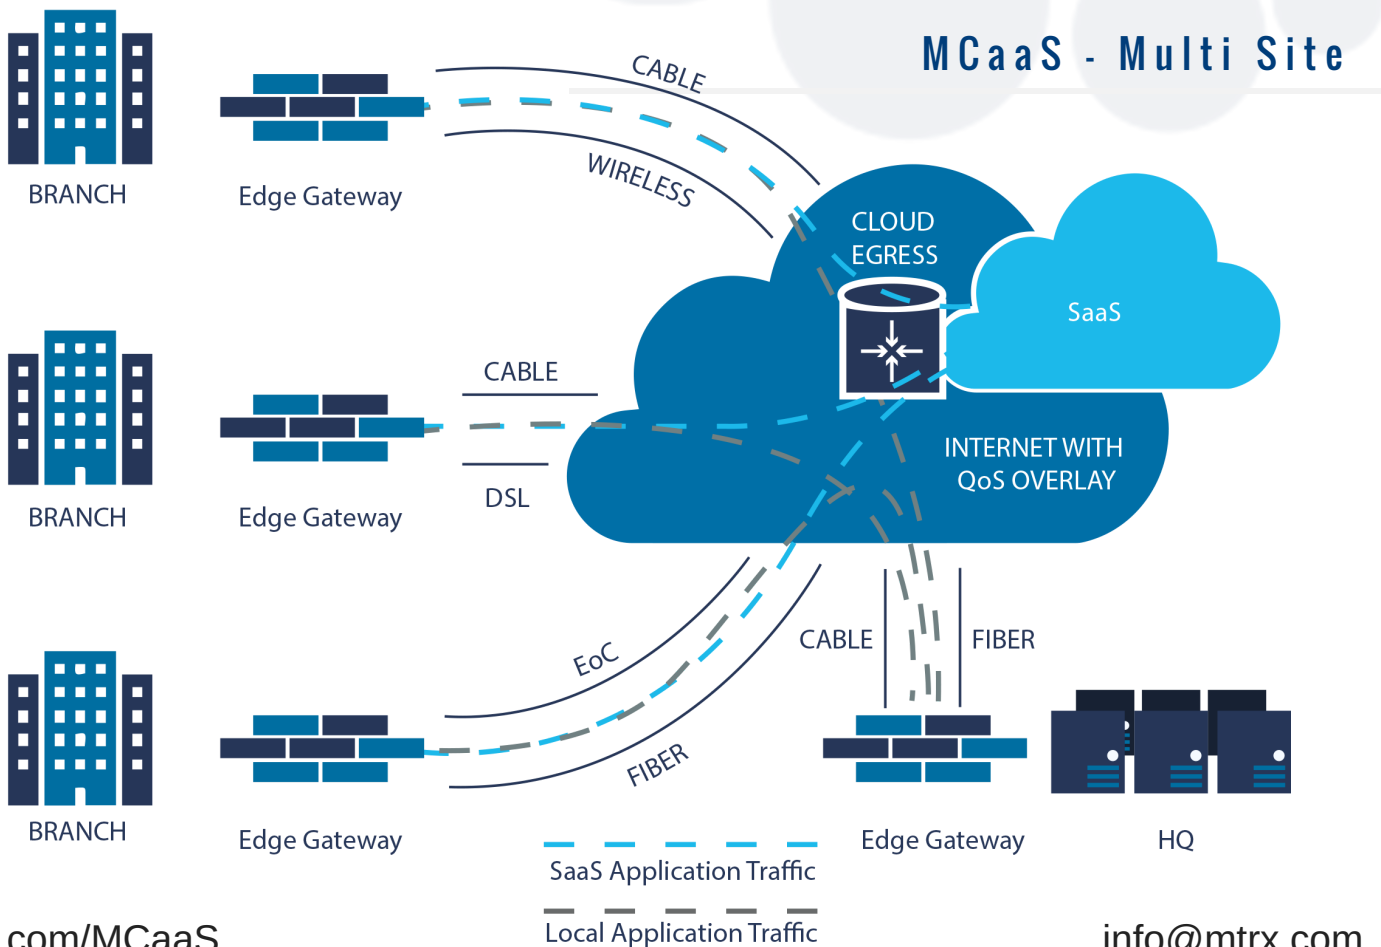 MCaaS - Multi Site
CABLE
WIRELESS
BRANCH
Edge Gateway
CLOUD
EGRESS
SaaS
CABLE
DSL
BRANCH
Edge Gateway
INTERNET WITH
QoS OVERLAY
EoC
FIBER
CABLE
FIBER
BRANCH
Edge Gateway
Edge Gateway
HQ
SaaS Application Traffic
Local Application Traffic
com/MCaaS
info@mtrx.com